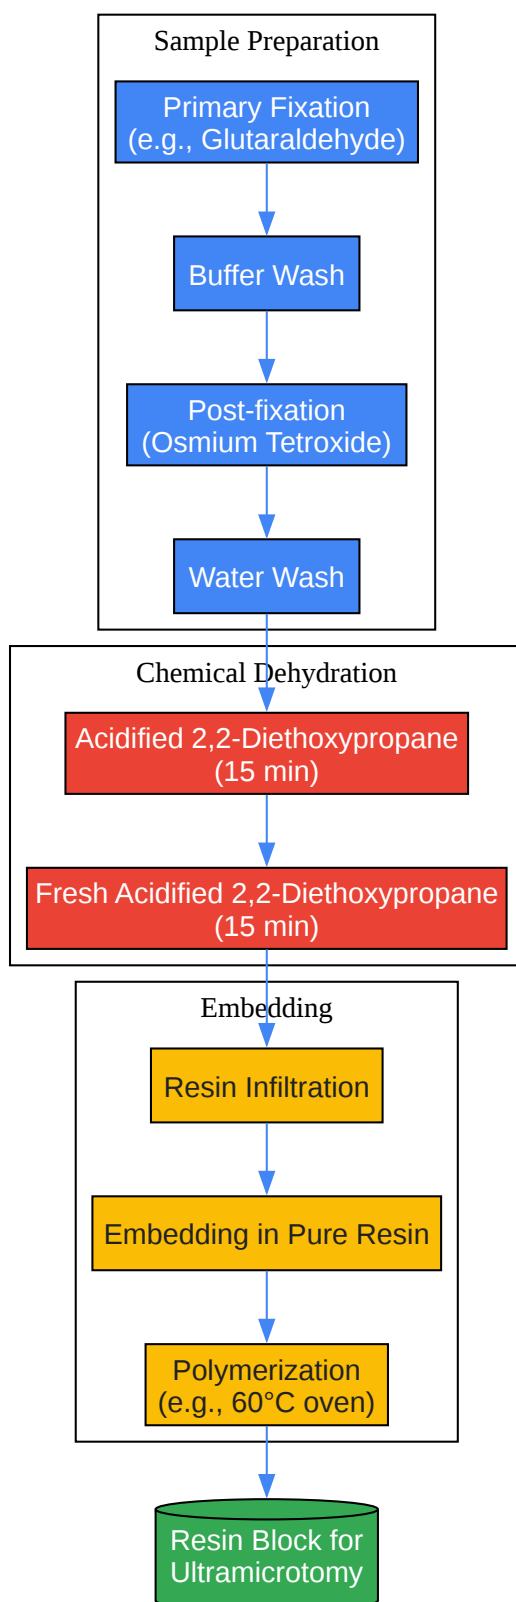 Sample Preparation
Primary Fixation
(e.g., Glutaraldehyde)
Buffer Wash
Post-fixation
(Osmium Tetroxide)
Water Wash
Chemical Dehydration
Acidified 2,2-Diethoxypropane
(15 min)
Fresh Acidified 2,2-Diethoxypropane
(15 min)
Embedding
Resin Infiltration
Embedding in Pure Resin
Polymerization
(e.g., 60°C oven)
Resin Block for
Ultramicrotomy